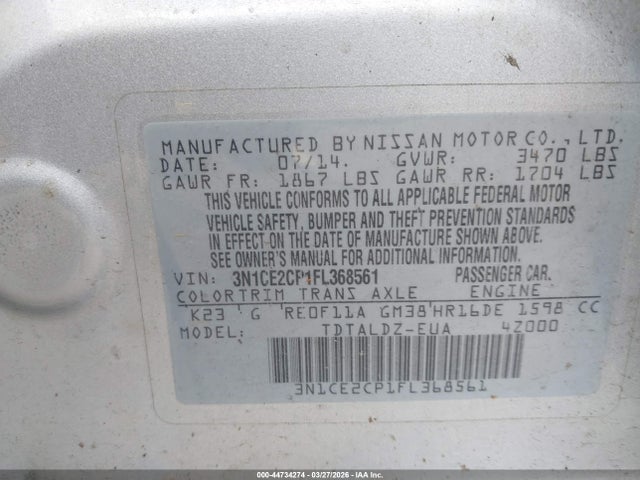 MANUFACTURED BY NISSAN MOTOR CO., LTD.
DATE: 07/14. GVWR: 3470 LBS
GAWR FR: 1867 LBS GAWR RR: 1704 LBS
THIS VEHICLE CONFORMS TO ALL APPLICABLE FEDERAL MOTOR
VEHICLE SAFETY, BUMPER AND THEFT PREVENTION STANDARDS
IN EFFECT ON THE DATE OF MANUFACTURE SHOWN ABOVE.
SEE OWNER'S MANUAL FOR ADDITIONAL INFORMATION.
VIN: 3N1CE2CP1FL368561 PASSENGER CAR.
COLOR TRIM TRANS AXLE ENGINE
K23 G RE0F11A GM38 HR16DE 1598 CC
MODEL: TDTALDZ-EUA 4Z000
3N1CE2CP1FL368561
000-44734274 | 03/27/2026 | © IAA, Inc.